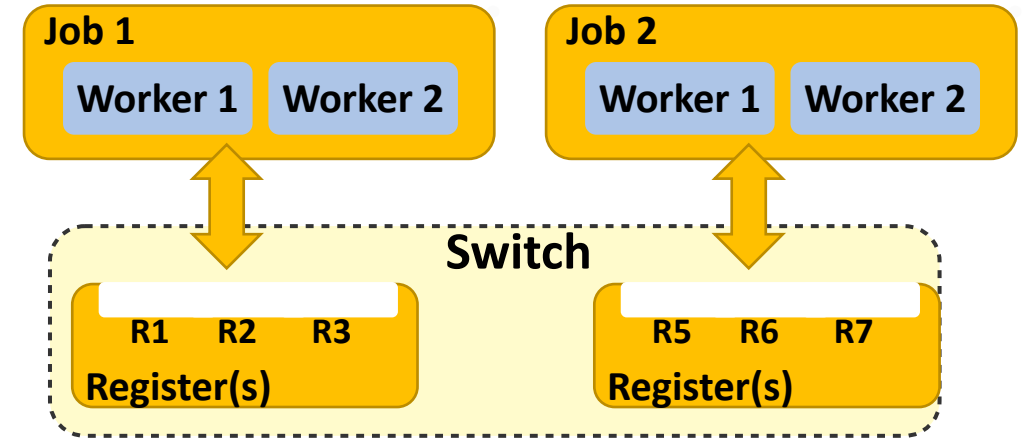 Job 1
Worker 1 Worker 2
Job 2
Worker 1 Worker 2
Switch
R1 R2 R3
Register(s)
R5 R6 R7
Register(s)